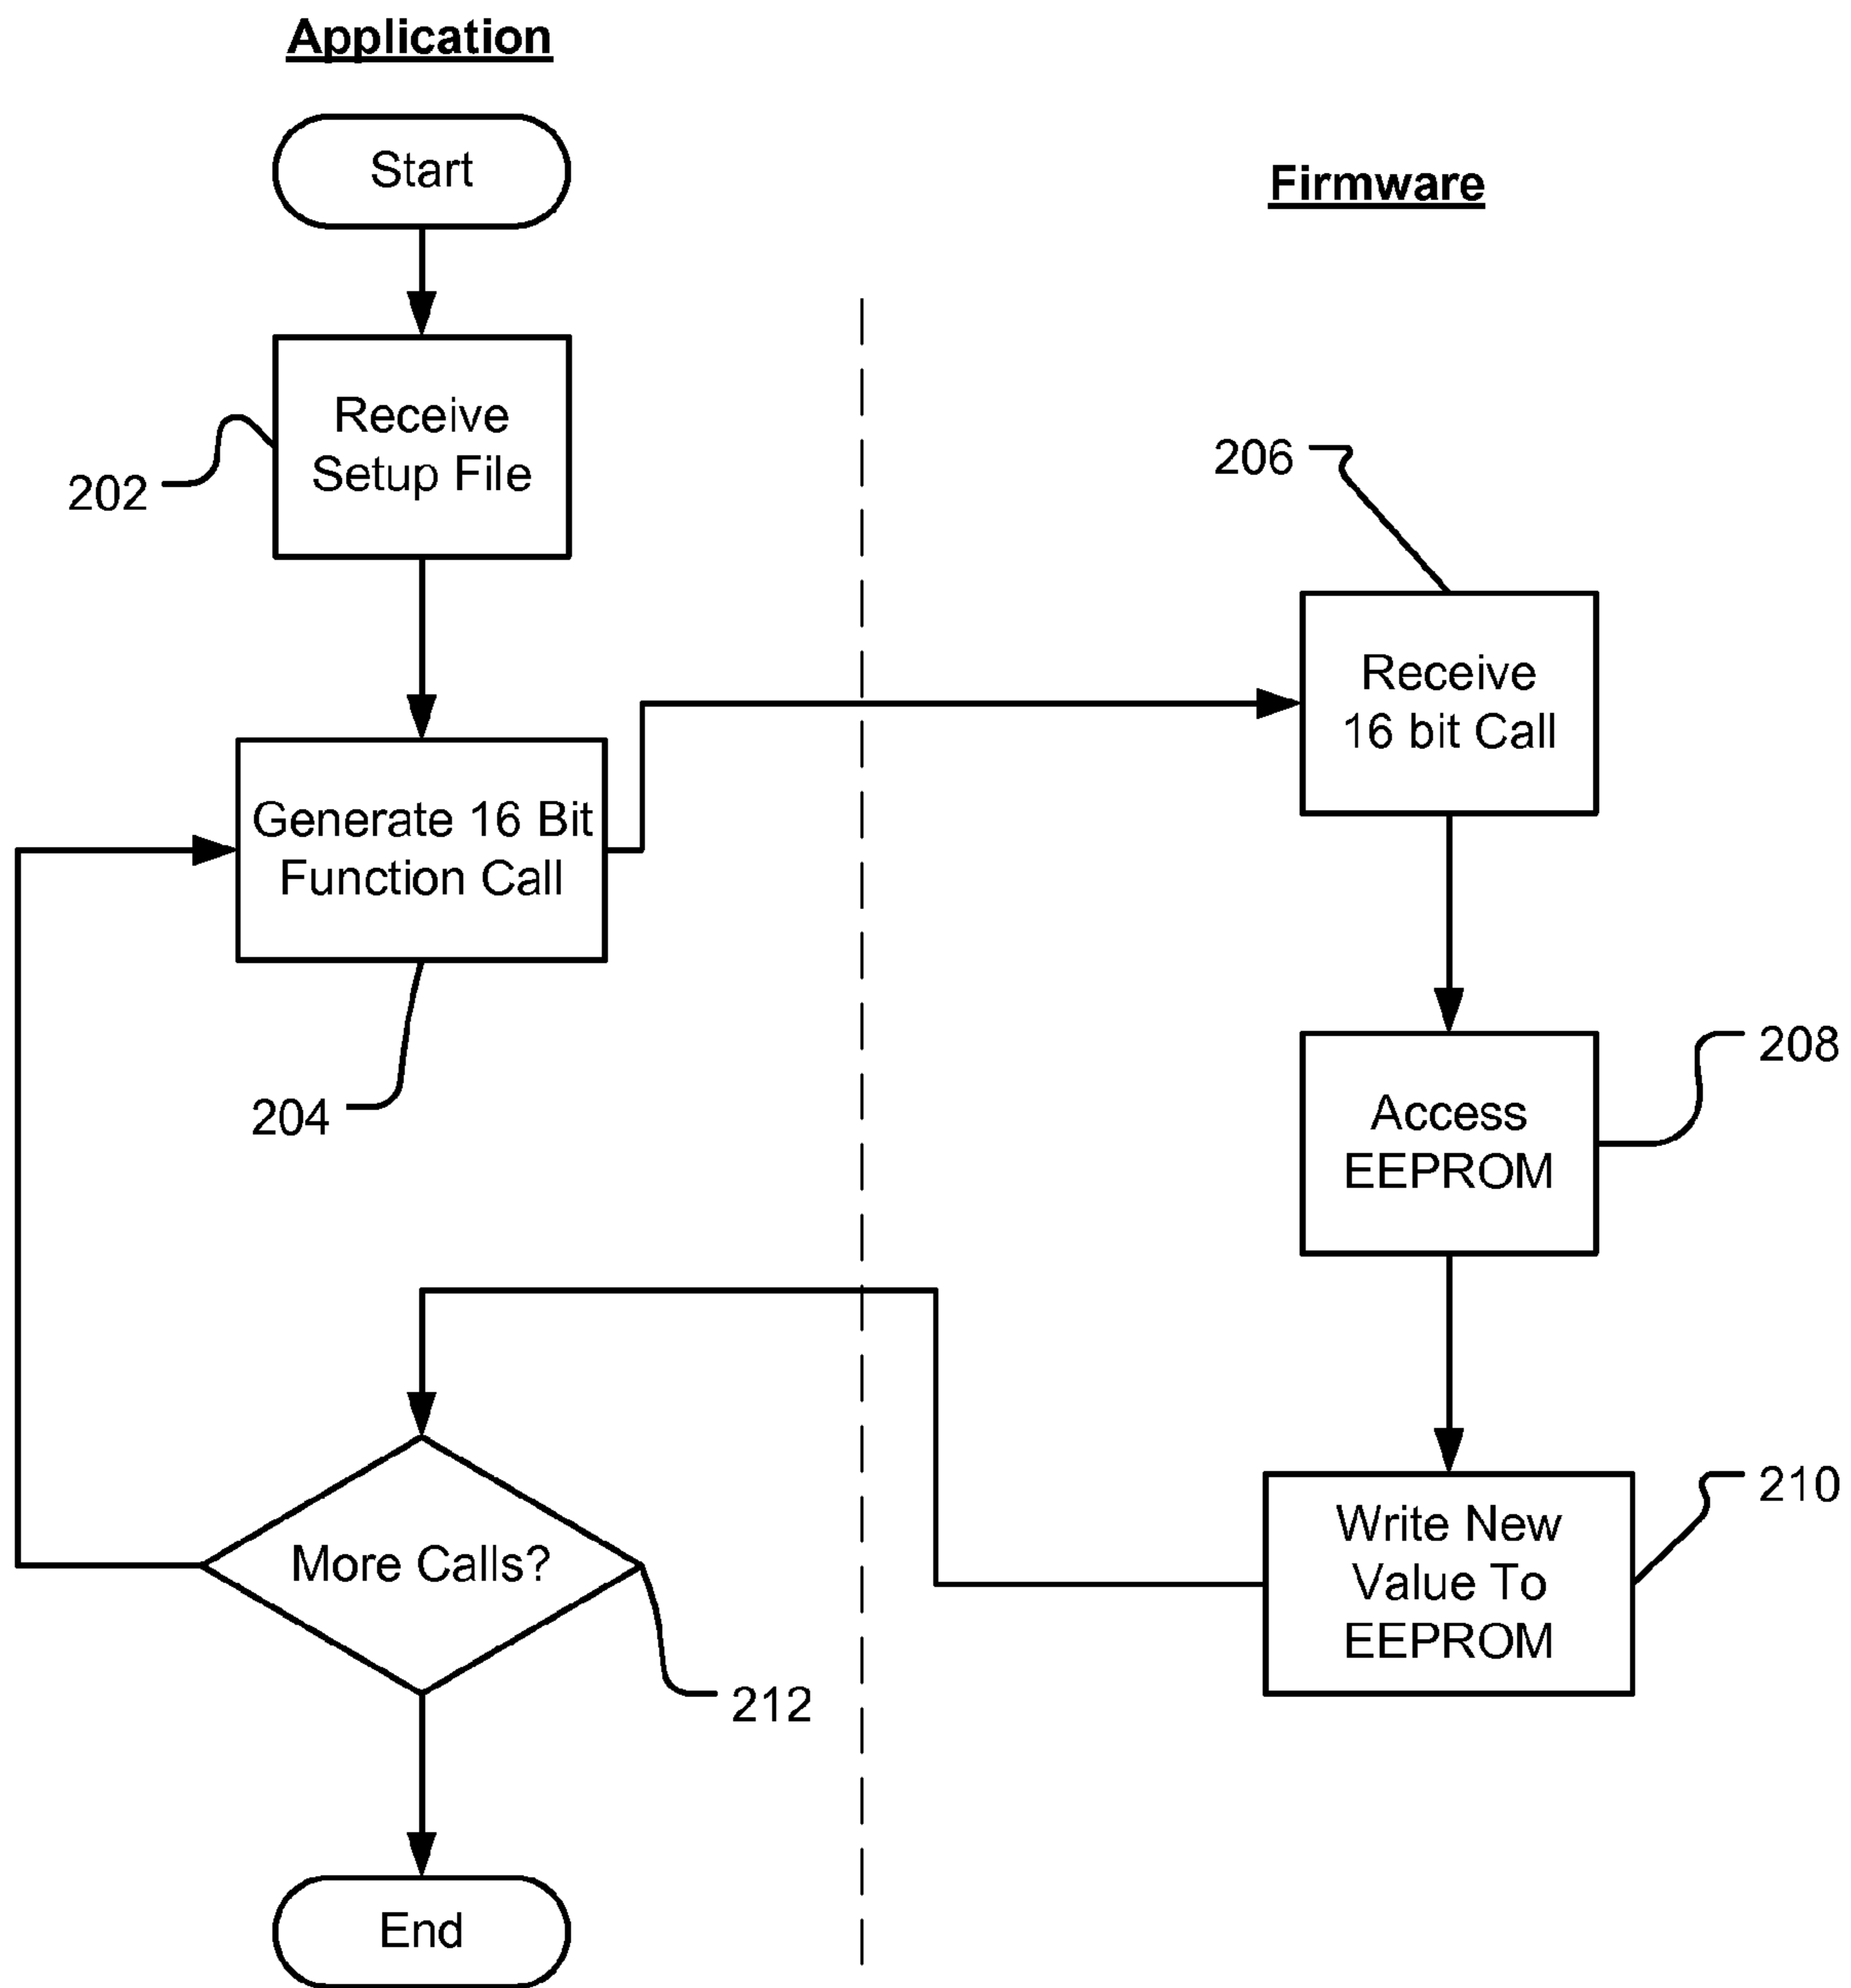 Application
Start
Firmware
Receive
Setup File
202
206
Receive
16 bit Call
Generate 16 Bit
Function Call
204
208
Access
EEPROM
210
Write New
Value To
EEPROM
More Calls?
212
End